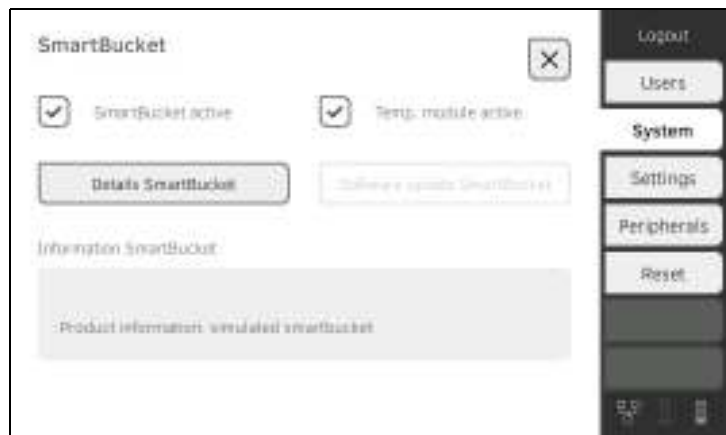 SmartBucket
SmartBucket active
Temp. module active
Details SmartBucket
Software update SmartBucket
Information SmartBucket
Product information: simulated smartbucket
Logout
Users
System
Settings
Peripherals
Reset